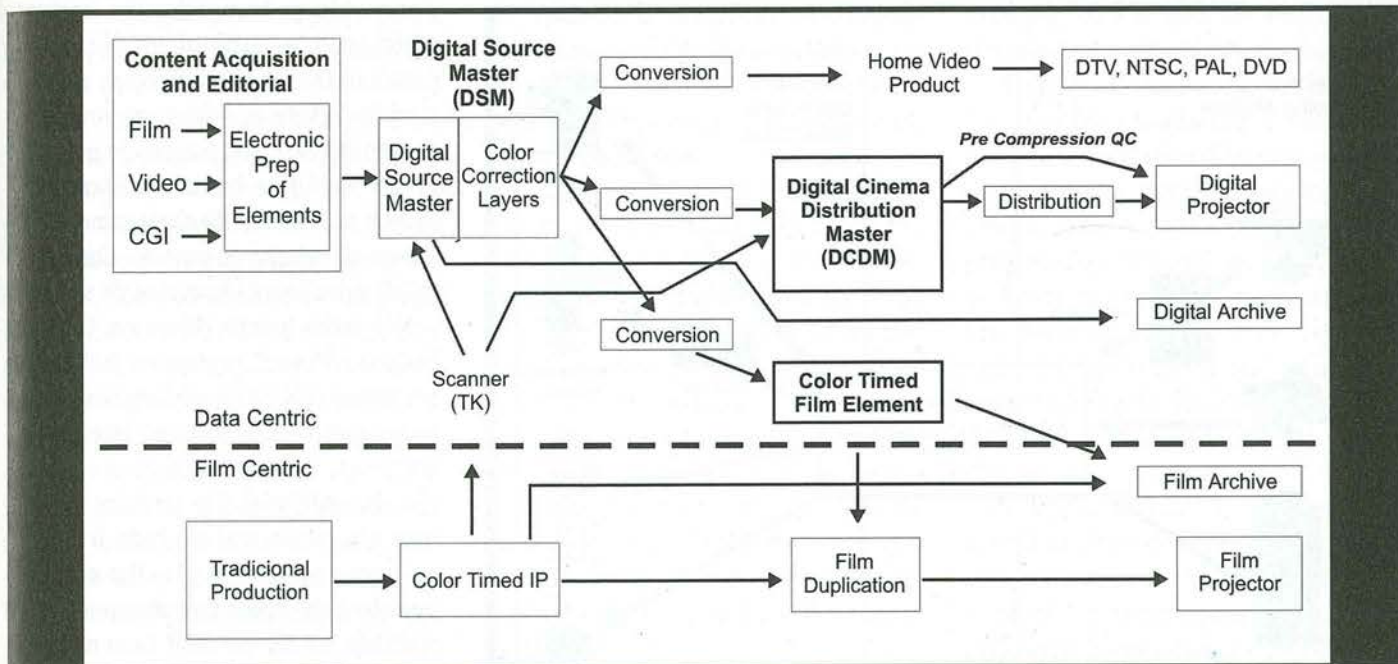 Content Acquisition
and Editorial
Film
Video
CGI
Electronic
Prep
of
Elements
Digital Source
Master
(DSM)
Digital
Source
Master
Color
Correction
Layers
Conversion
Home Video
Product
DTV, NTSC, PAL, DVD
Conversion
Digital Cinema
Distribution
Master
(DCDM)
Pre Compression QC
Distribution
Digital
Projector
Digital Archive
Conversion
Scanner
(TK)
Color Timed
Film Element
Data Centric
Film Centric
Film Archive
Tradicional
Production
Color Timed IP
Film
Duplication
Film
Projector